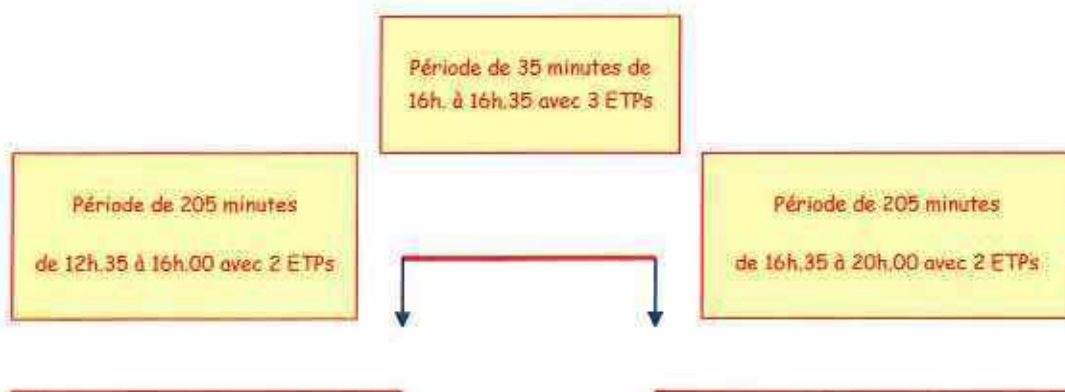 Période de 35 minutes de
16h. à 16h.35 avec 3 ETPs
Période de 205 minutes
de 12h.35 à 16h.00 avec 2 ETPs
Période de 205 minutes
de 16h.35 à 20h.00 avec 2 ETPs